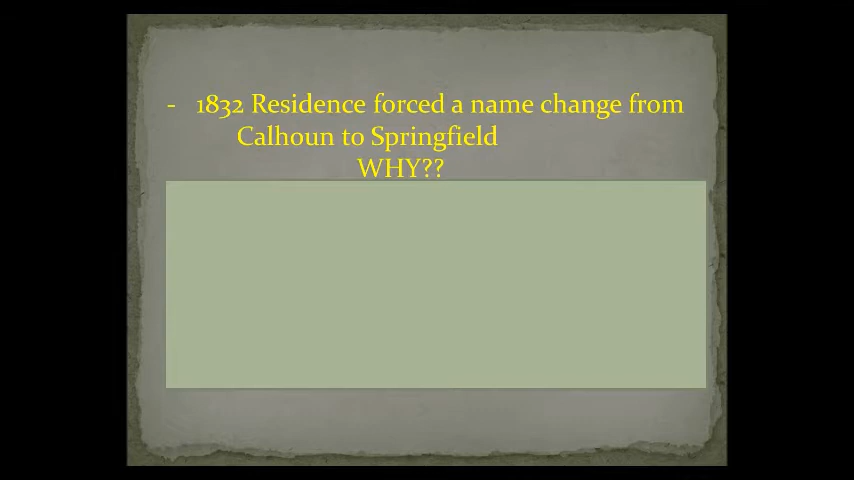 - 1832 Residence forced a name change from
Calhoun to Springfield
WHY??